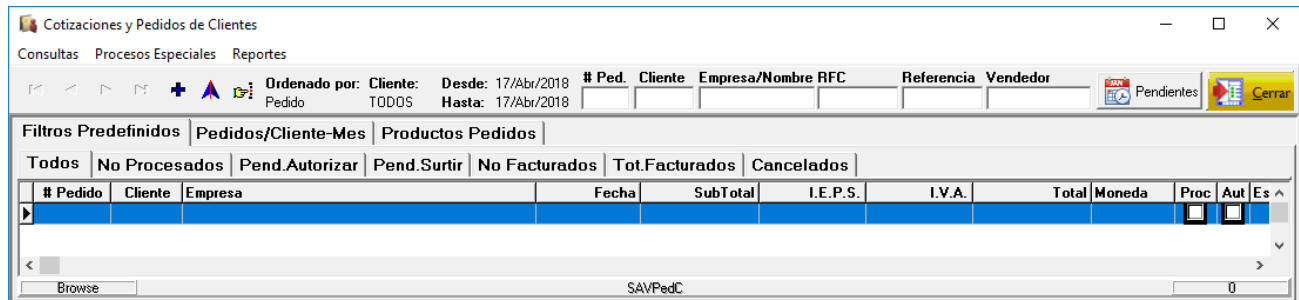 Cotizaciones y Pedidos de Clientes
Consultas Procesos Especiales Reportes
Ordenado por: Cliente: Desde: 17/Abr/2018 # Ped. Cliente Empresa/Nombre RFC Referencia Vendedor
Pedido TODOS Hasta: 17/Abr/2018 Pendientes Cerrar
Filtros Predefinidos Pedidos/Cliente-Mes Productos Pedidos
Todos No Procesados Pend.Autorizar Pend.Surtir No Facturados Tot.Facturados Cancelados
# Pedido Cliente Empresa Fecha SubTotal I.E.P.S. I.V.A. Total Moneda Proc Aut Es
Browse SAVPedC 0